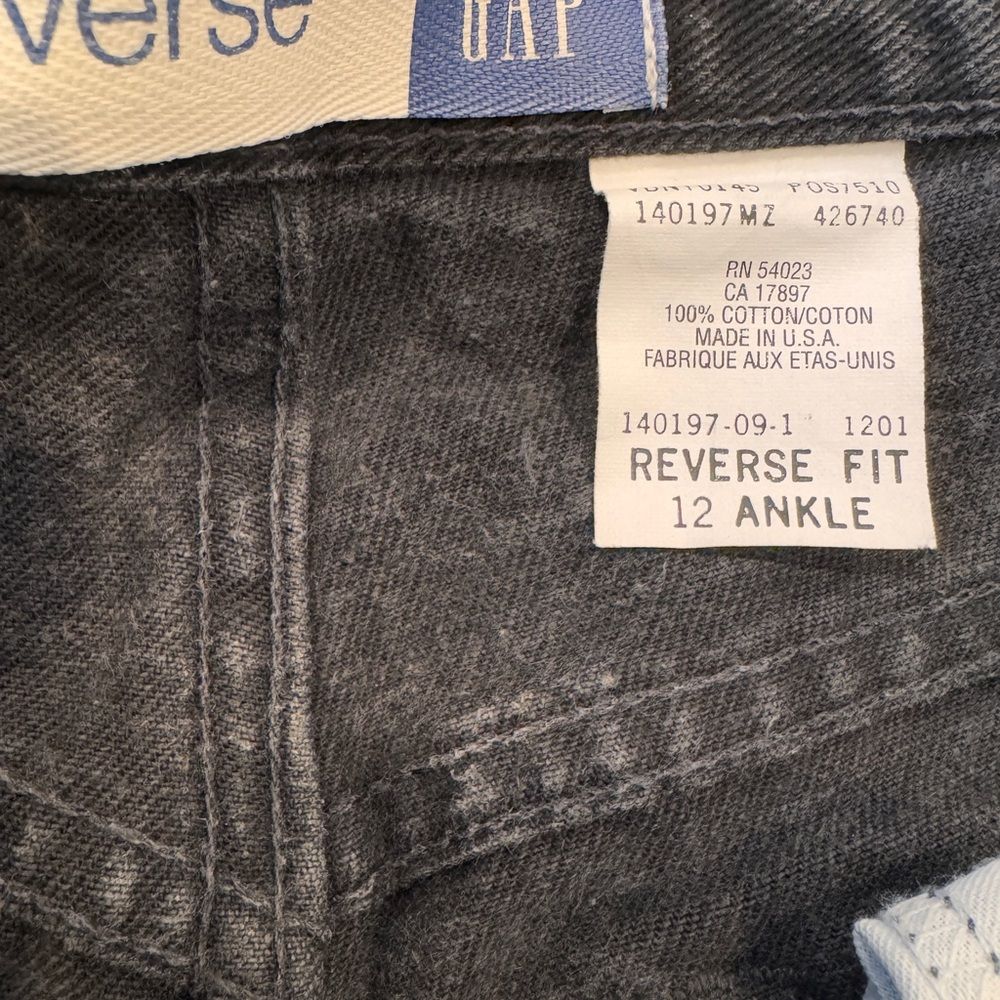 verse
GAP
POS7510
140197MZ 426740
RN 54023
CA 17897
100% COTTON/COTON
MADE IN U.S.A.
FABRIQUE AUX ETAS-UNIS
140197-09-1 1201
REVERSE FIT
12 ANKLE